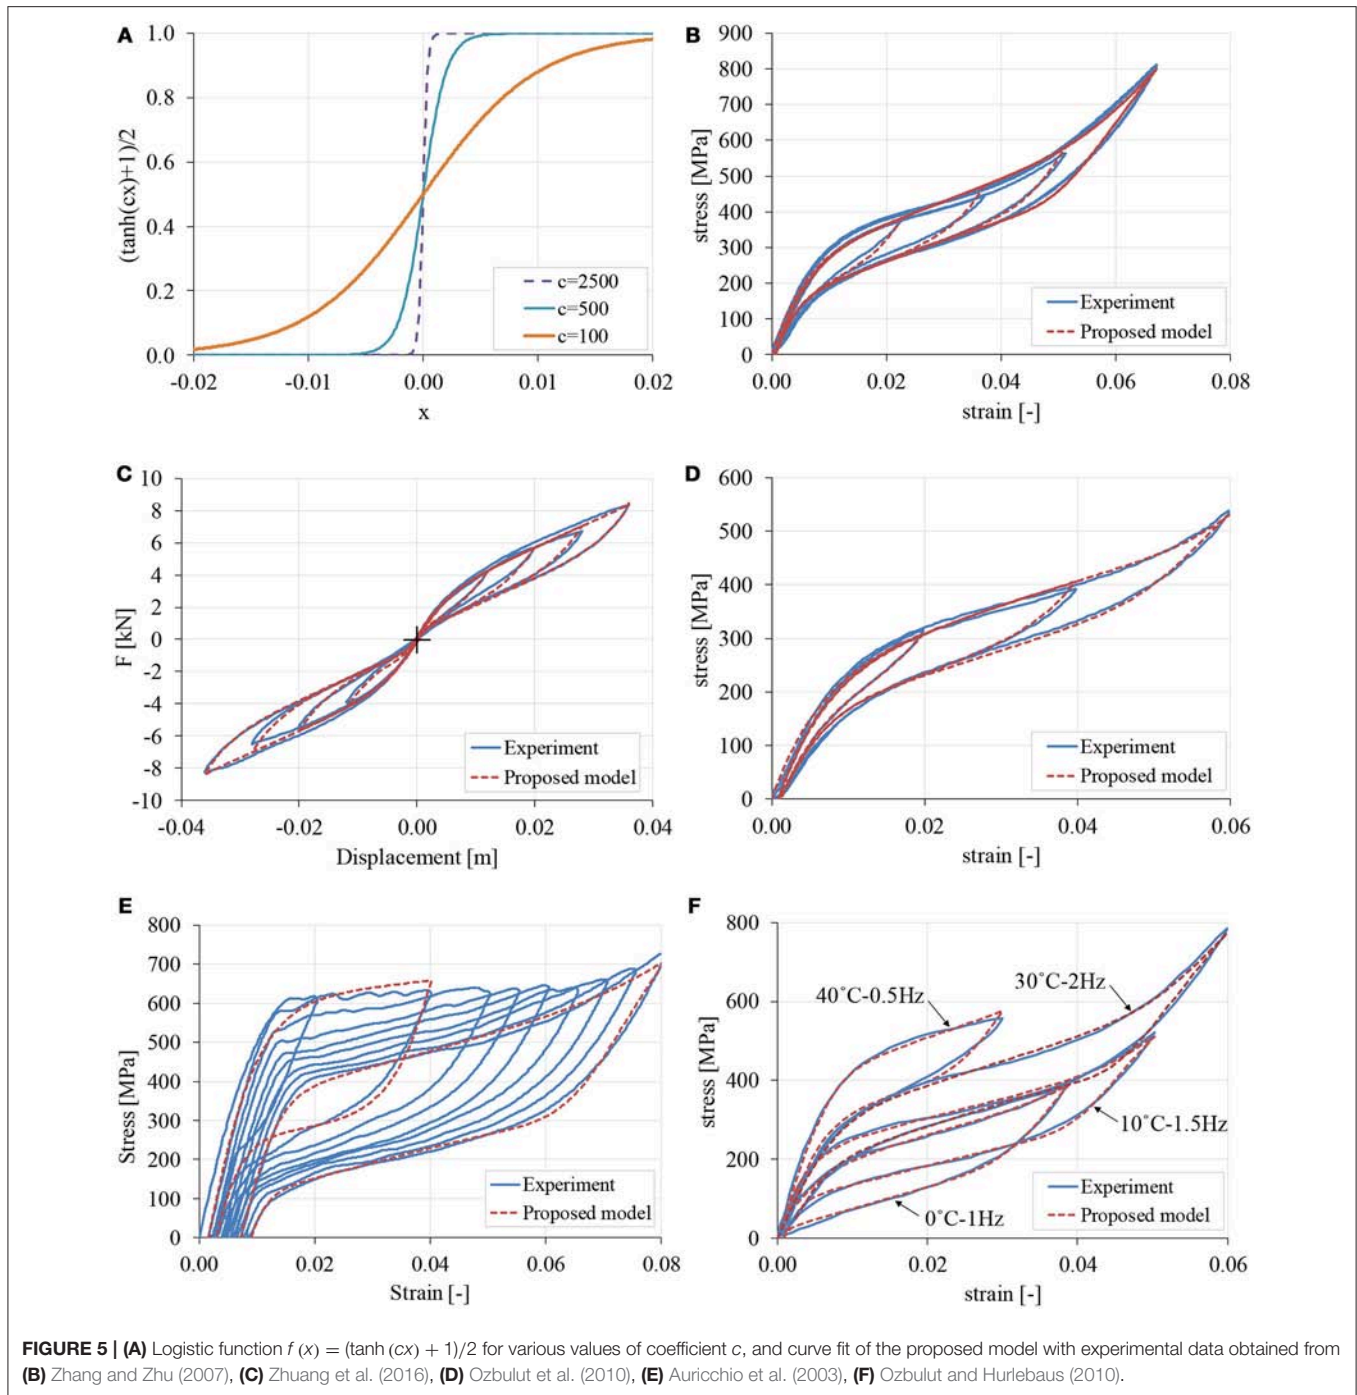 A
1.0
0.8
0.6
0.4
0.2
0.0
(tanh(cx)+1)/2
-0.02
-0.01
0.00
0.01
0.02
x
c=2500
c=500
c=100
B
900
800
700
600
500
400
300
200
100
0
stress [MPa]
0.00
0.02
0.04
0.06
0.08
strain [-]
Experiment
Proposed model
C
10
8
6
4
2
0
-2
-4
-6
-8
-10
F [kN]
-0.04
-0.02
0.00
0.02
0.04
Displacement [m]
Experiment
Proposed model
D
600
500
400
300
200
100
0
stress [MPa]
0.00
0.02
0.04
0.06
strain [-]
Experiment
Proposed model
E
800
700
600
500
400
300
200
100
0
Stress [MPa]
0.00
0.02
0.04
0.06
0.08
Strain [-]
Experiment
Proposed model
F
800
600
400
200
0
stress [MPa]
0.00
0.02
0.04
0.06
strain [-]
40˚C-0.5Hz
30˚C-2Hz
10˚C-1.5Hz
0˚C-1Hz
Experiment
Proposed model
FIGURE 5 | (A) Logistic function f (x) = (tanh (cx) + 1)/2 for various values of coefficient c, and curve fit of the proposed model with experimental data obtained from
(B) Zhang and Zhu (2007), (C) Zhuang et al. (2016), (D) Ozbulut et al. (2010), (E) Auricchio et al. (2003), (F) Ozbulut and Hurlebaus (2010).